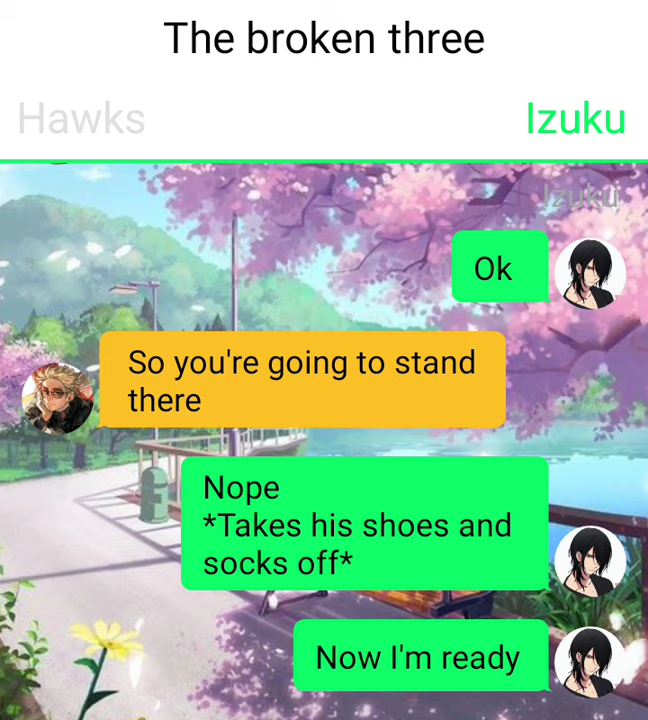 The broken three
Hawks
Izuku
Izuku
Ok
So you're going to stand
there
Nope
*Takes his shoes and
socks off*
Now I'm ready